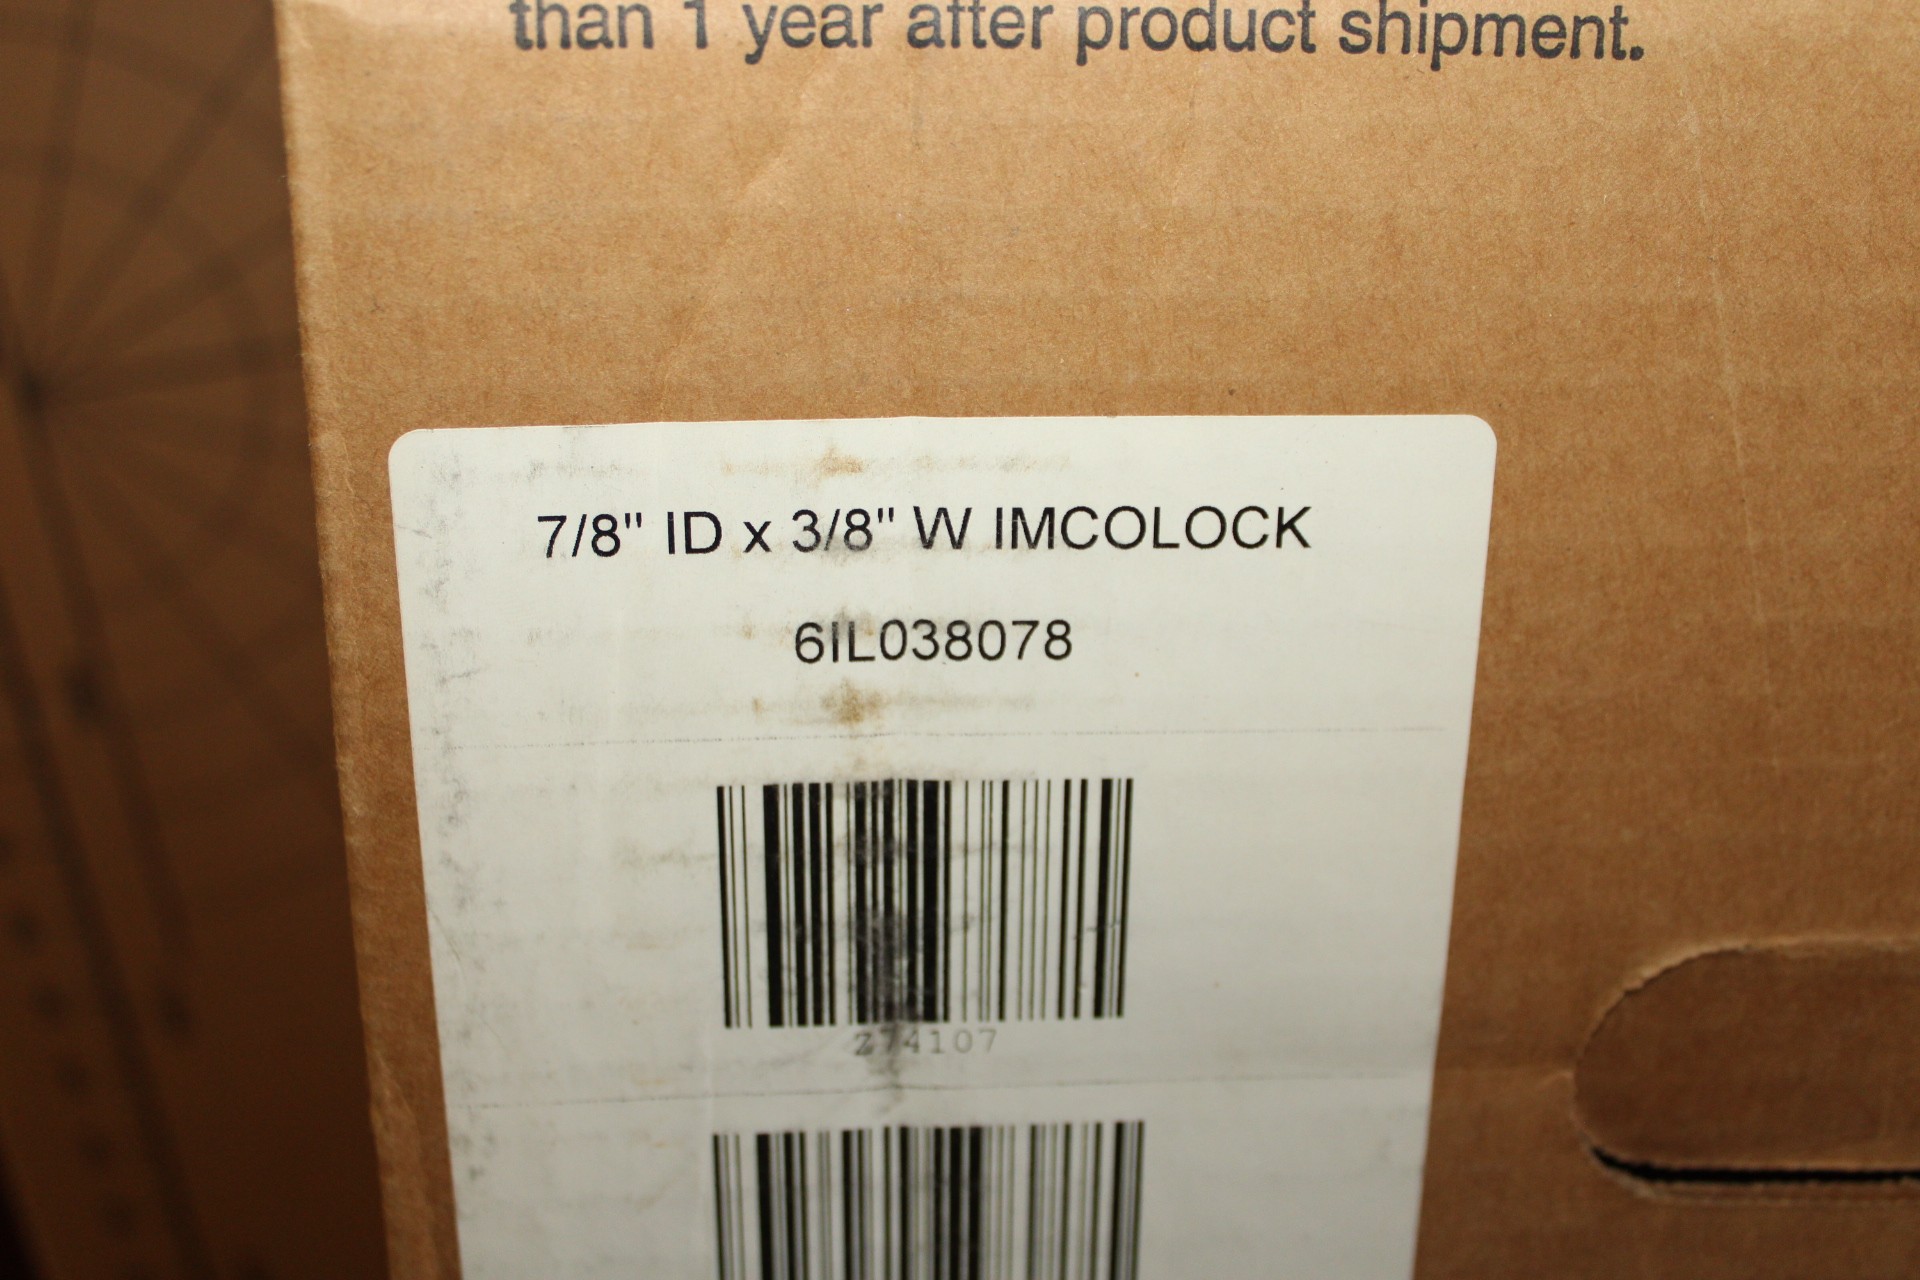 than 1 year after product shipment.
7/8" ID x 3/8" W IMCOLOCK
6IL038078
274107